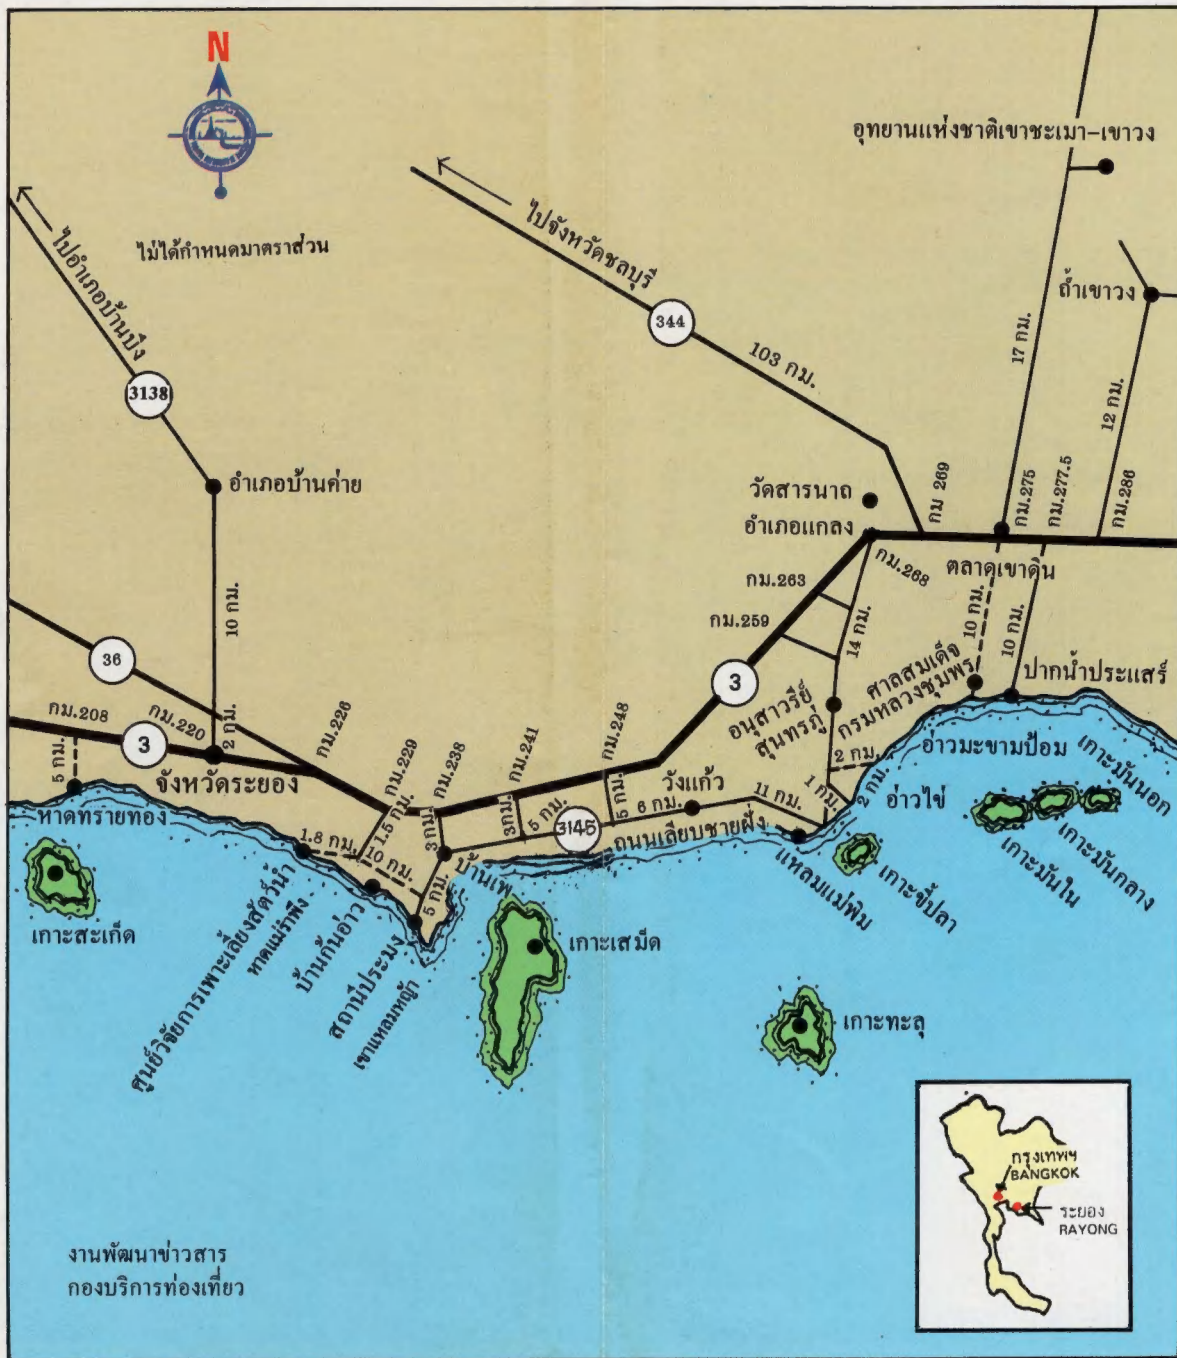 N
อุทยานแห่งชาติเขาชะเมา-เขาวง
ไม่ได้กำหนดมาตราส่วน
ไปอำเภอบ้านบึง
ไปจังหวัดชลบุรี
ถ้ำเขาวง
344
103 กม.
17 กม.
12 กม.
3138
อำเภอบ้านค่าย
วัดสารนาถ
อำเภอแกลง
กม 269
กม.275
กม.277.5
กม.286
ตลาดเขาดิน
กม.268
กม.263
กม.259
10 กม.
14 กม.
10 กม.
10 กม.
36
3
ศาลสมเด็จ
กรมหลวงชุมพร
ปากน้ำประแสร์
อนุสาวรีย์
สุนทรภู่
กม.208
กม.220
2 กม.
กม.226
กม.229
กม.238
กม.241
กม.248
3
5 กม.
จังหวัดระยอง
2 กม.
1 กม.
2 กม.
อ่าวมะขามป้อม
เกาะมันนอก
เกาะมันกลาง
เกาะมันใน
อ่าวไข่
วังแก้ว
11 กม.
6 กม.
5 กม.
5 กม.
3 กม.
3 กม.
1.5 กม.
3145
ถนนเลียบชายฝั่ง
หาดทรายทอง
1.8 กม.
10 กม.
5 กม.
บ้านเพ
แหลมแม่พิม
เกาะขี้ปลา
เกาะสะเก็ด
ศูนย์วิจัยการเพาะเลี้ยงสัตว์น้ำ
หาดแม่รำพึง
บ้านก้นอ่าว
สถานีประมง
เขาแหลมหญ้า
เกาะเสม็ด
เกาะทะลุ
กรุงเทพฯ
BANGKOK
ระยอง
RAYONG
งานพัฒนาข่าวสาร
กองบริการท่องเที่ยว